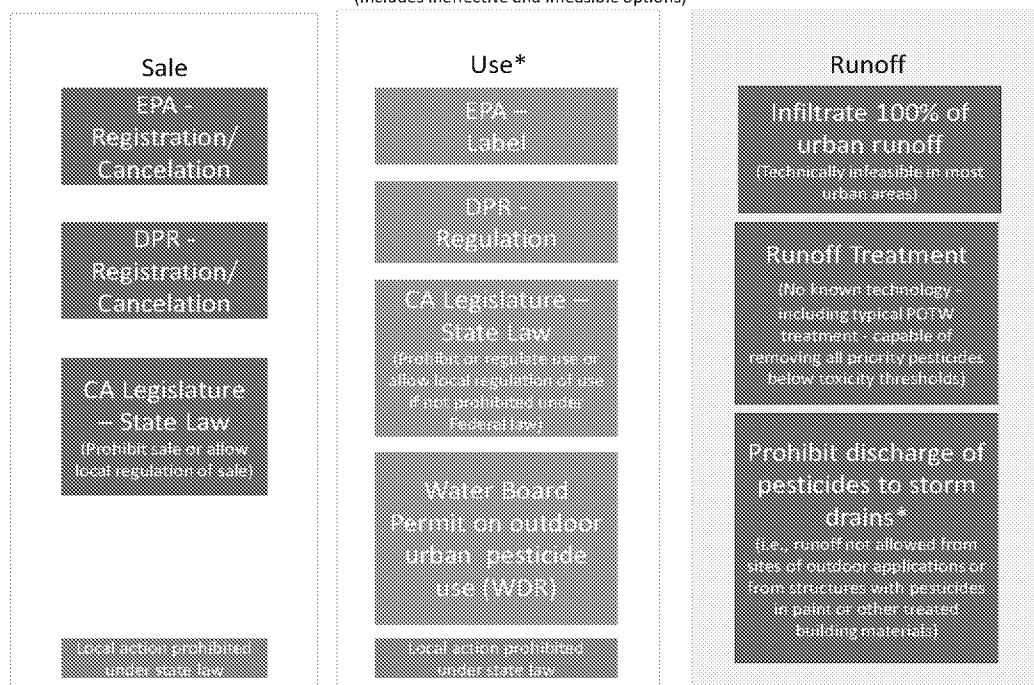 (includes ineffective and infeasible options)
Sale
EPA -
Registration/
Cancelation
DPR -
Registration/
Cancelation
CA Legislature
– State Law
(Prohibit sale or allow
local regulation of sale)
Local action prohibited
under state law
Use*
EPA –
Label
DPR -
Regulation
CA Legislature –
State Law
(Prohibit or regulate use or
allow local regulation of use
if not prohibited under
Federal law)
Water Board
Permit on outdoor
urban pesticide
use (WDR)
Local action prohibited
under state law
Runoff
Infiltrate 100% of
urban runoff
(Technically infeasible in most
urban areas)
Runoff Treatment
(No known technology -
including typical POTW
treatment - capable of
removing all priority pesticides
below toxicity thresholds)
Prohibit discharge of
pesticides to storm
drains*
(i.e., runoff not allowed from
sites of outdoor applications or
from structures with pesticides
in paint or other treated
building materials)